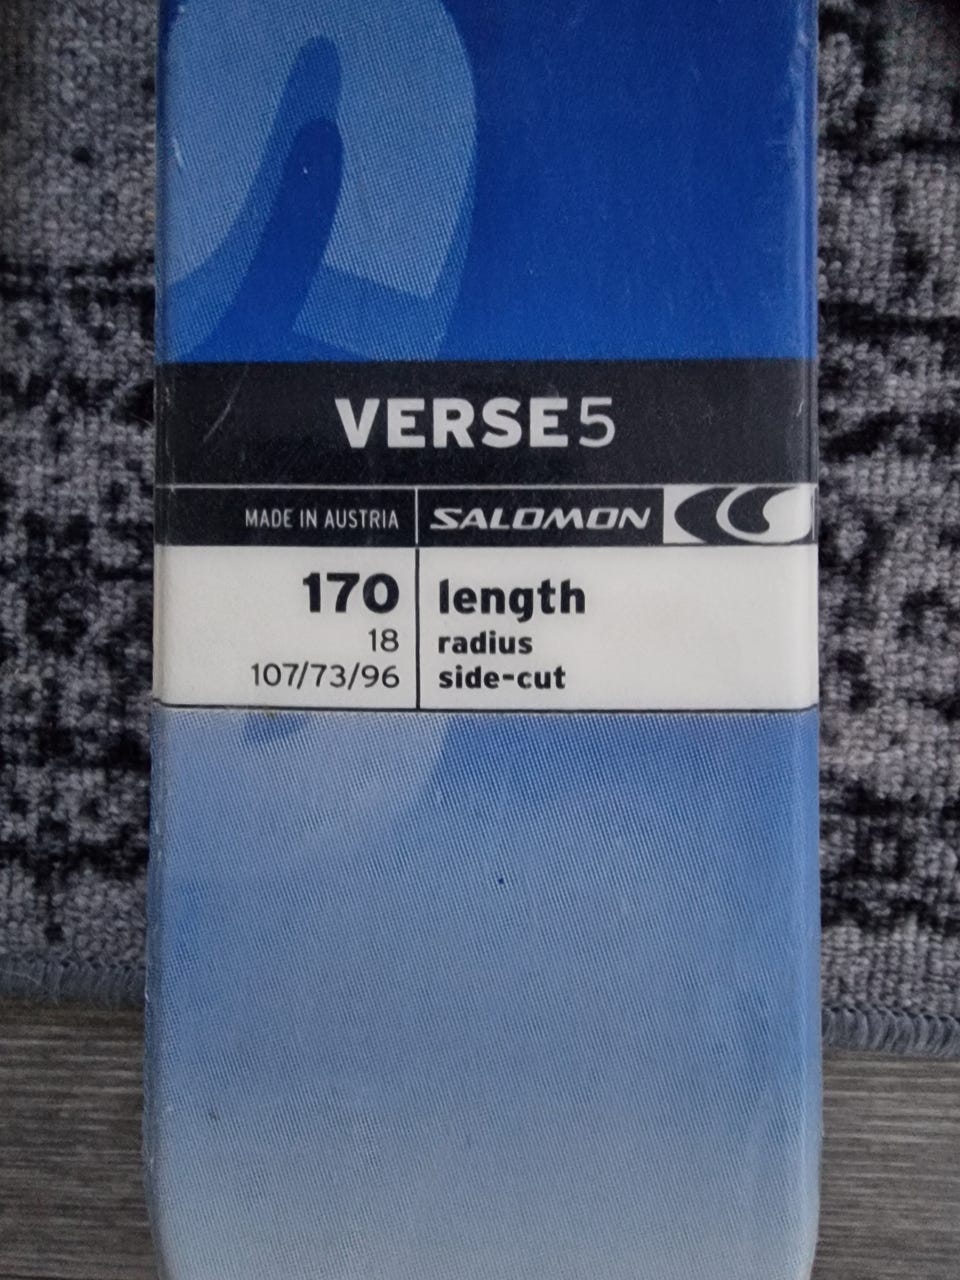 VERSE5
MADE IN AUSTRIA SALOMON
170 length
18 radius
107/73/96 side-cut